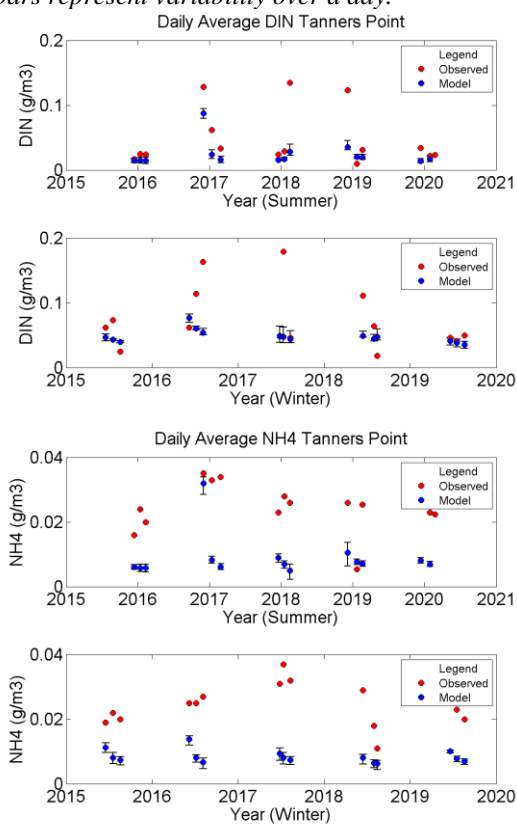 bars represent variability over a day.
Daily Average DIN Tanners Point
0.2
0.1
0
DIN (g/m3)
Legend
Observed
Model
2015 2016 2017 2018 2019 2020 2021
Year (Summer)
0.2
0.1
0
DIN (g/m3)
Legend
Observed
Model
2015 2016 2017 2018 2019 2020
Year (Winter)
Daily Average NH4 Tanners Point
0.04
0.02
0
NH4 (g/m3)
Legend
Observed
Model
2015 2016 2017 2018 2019 2020 2021
Year (Summer)
0.04
0.02
0
NH4 (g/m3)
Legend
Observed
Model
2015 2016 2017 2018 2019 2020
Year (Winter)